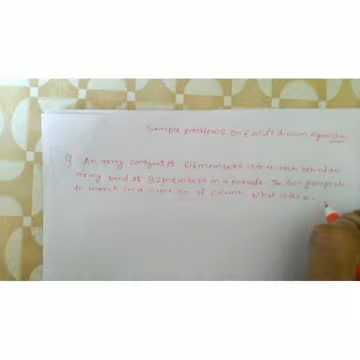 Sample problems on Euclid's division algorithm
Q An army contingent of 616 members is to march behind an
army band of 32 members in a parade. The two groups are
to march in a same no of columns. What is the